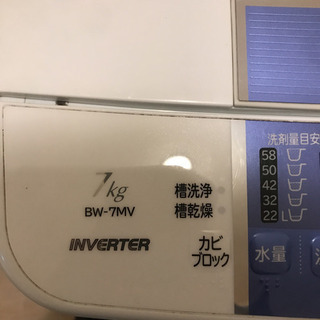 7kg
BW-7MV
INVERTER
槽洗浄
槽乾燥
カビ
ブロック
洗剤量目安
58
50
42
32
22 L
水量